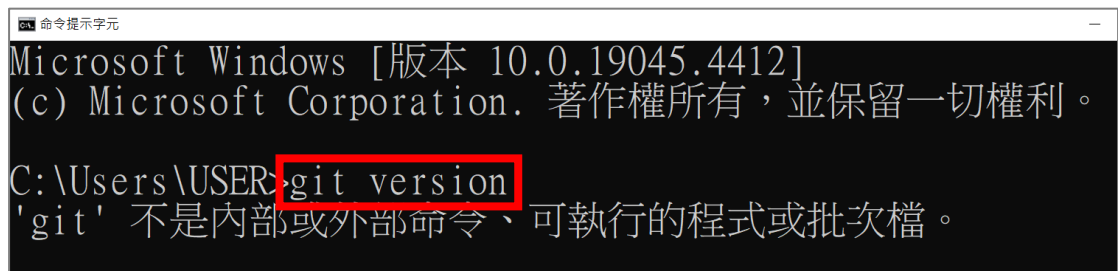 命令提示字元
Microsoft Windows [版本 10.0.19045.4412]
(c) Microsoft Corporation. 著作權所有，並保留一切權利。
C:\Users\USER>git version
'git' 不是內部或外部命令、可執行的程式或批次檔。